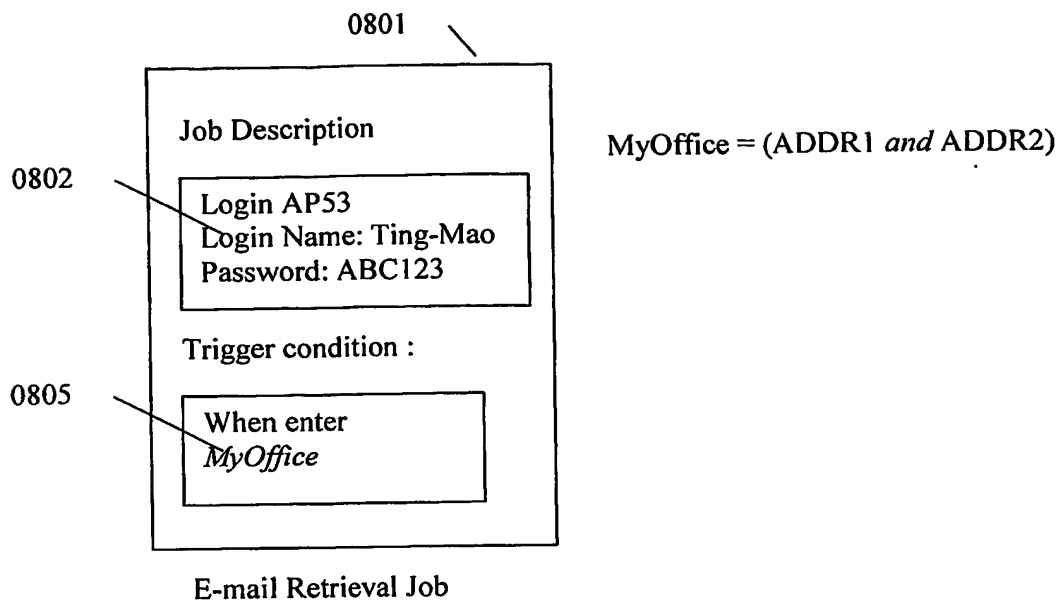 0801
Job Description
MyOffice = (ADDR1 and ADDR2)
0802
Login AP53
Login Name: Ting-Mao
Password: ABC123
Trigger condition :
0805
When enter
MyOffice
E-mail Retrieval Job